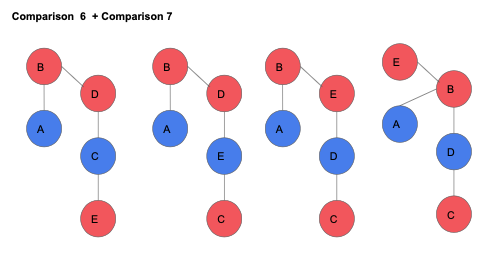 Comparison 6 + Comparison 7
B B B E
D D E B
A A A A
C E D D
E C C C